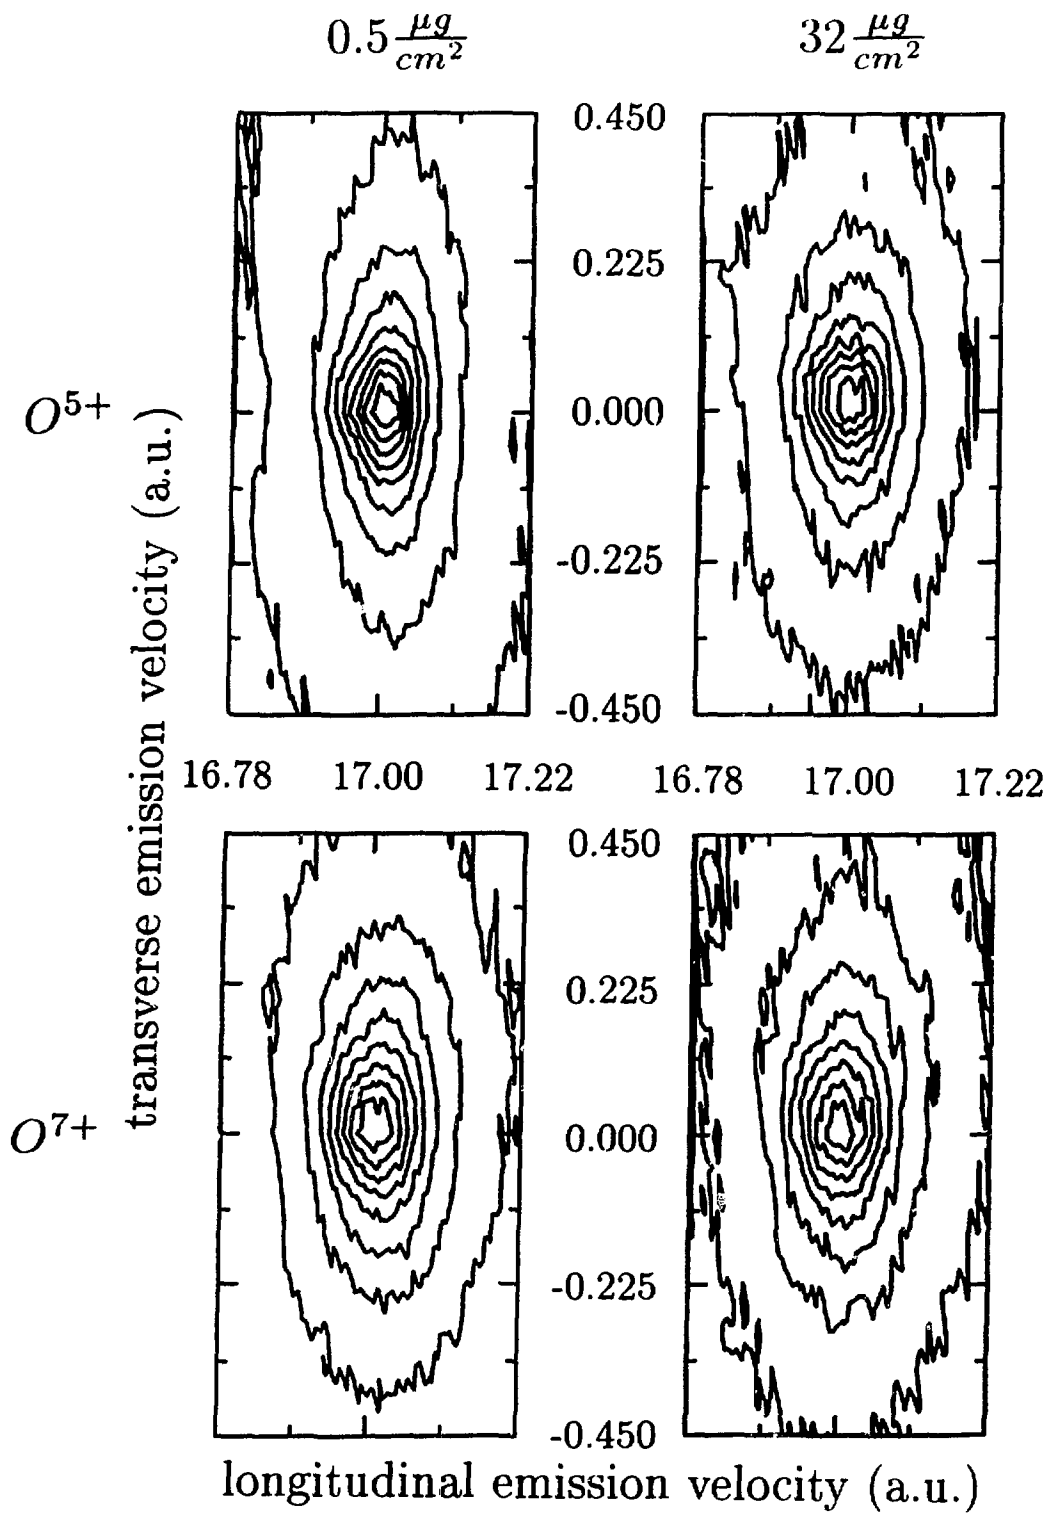 0.5 μg/cm² 32 μg/cm²
0.450
0.225
O⁵⁺ 0.000
-0.225
-0.450
16.78 17.00 17.22 16.78 17.00 17.22
transverse emission velocity (a.u.)
0.450
0.225
O⁷⁺ 0.000
-0.225
-0.450
longitudinal emission velocity (a.u.)